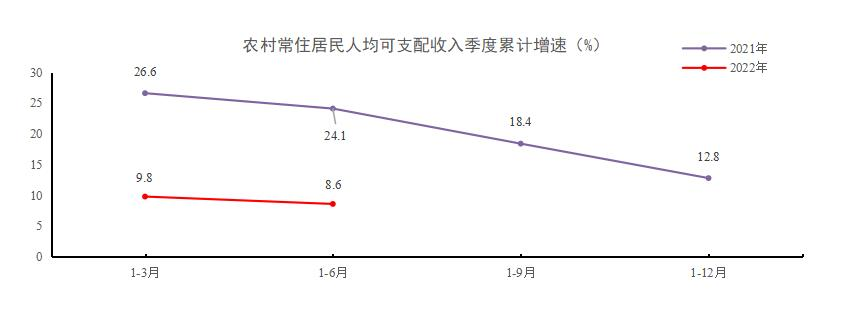 农村常住居民人均可支配收入季度累计增速（%）
2021年
2022年
30
25
20
15
10
5
0
26.6
24.1
18.4
12.8
9.8
8.6
1-3月
1-6月
1-9月
1-12月